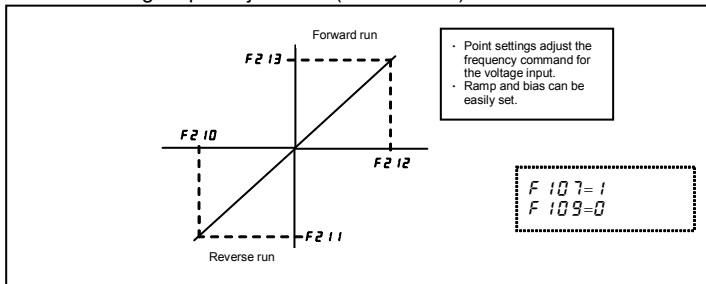 Forward run
F213
· Point settings adjust the
frequency command for
the voltage input.
· Ramp and bias can be
easily set.
F210
F212
F107=1
F109=0
F211
Reverse run